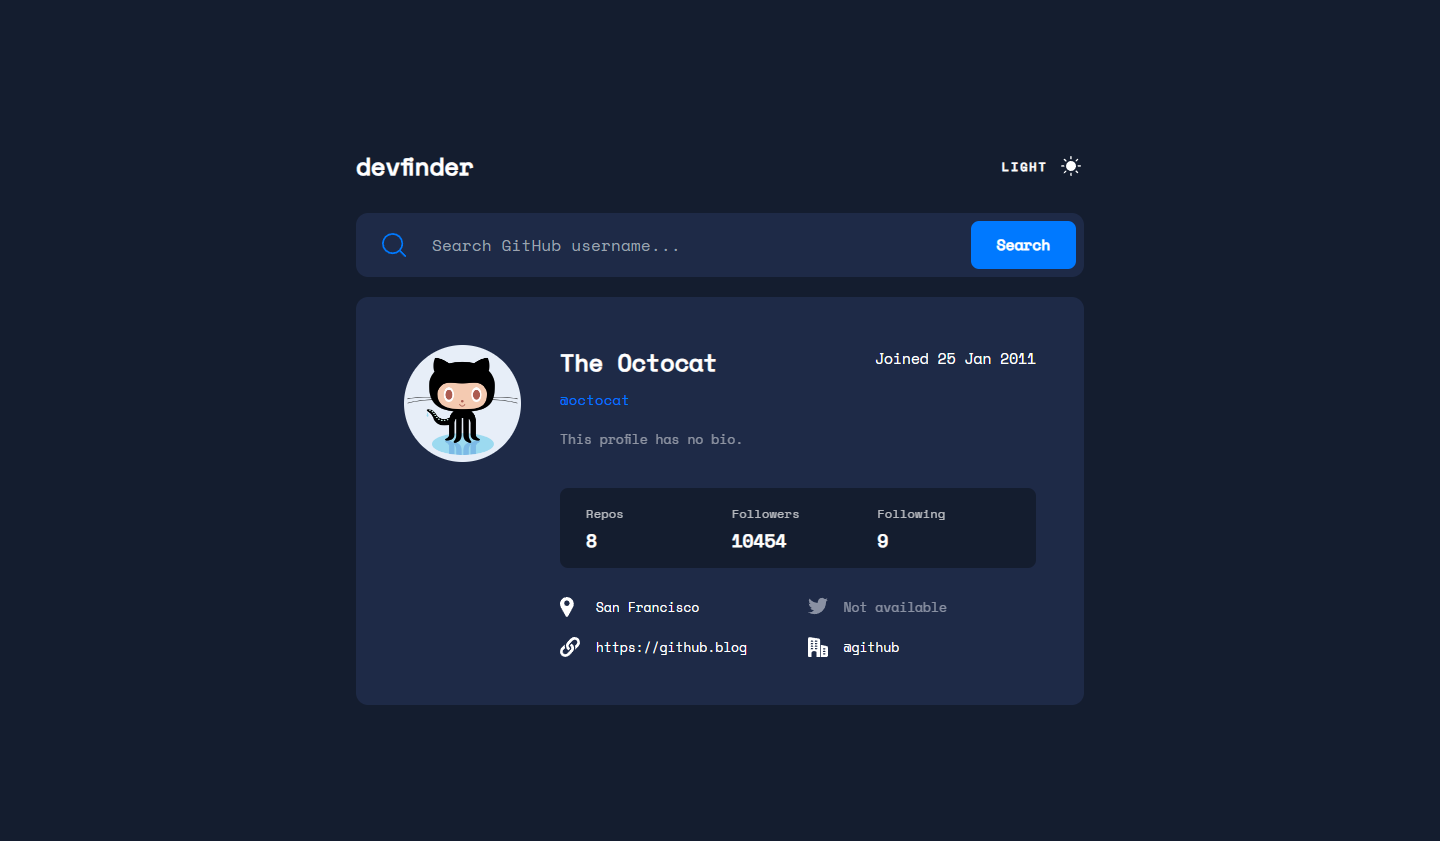 devfinder
LIGHT
Search GitHub username...
Search
The Octocat
Joined 25 Jan 2011
@octocat
This profile has no bio.
Repos
Followers
Following
8
10454
9
San Francisco
Not available
https://github.blog
@github